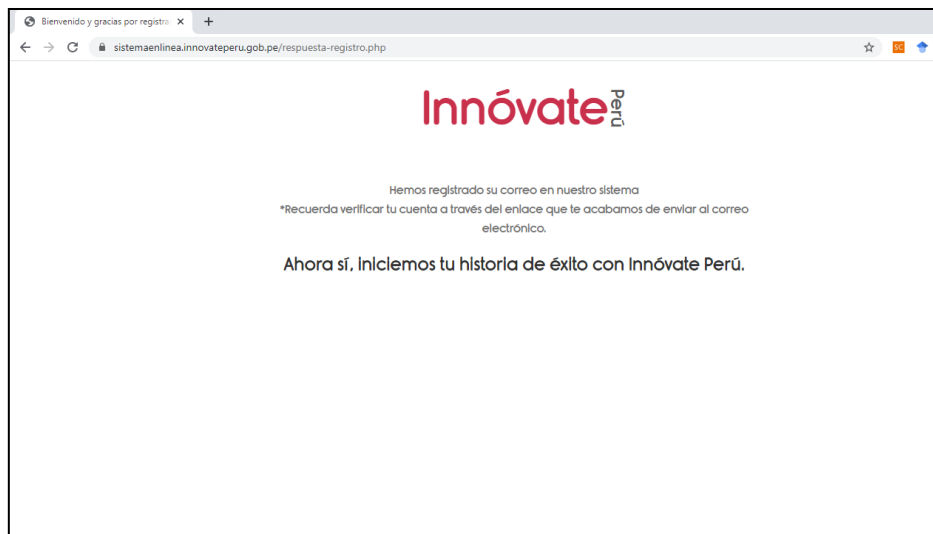 Bienvenido y gracias por registra
sistemaenlinea.innovateperu.gob.pe/respuesta-registro.php
SC
Innóvate Perú
Hemos registrado su correo en nuestro sistema
*Recuerda verificar tu cuenta a través del enlace que te acabamos de enviar al correo
electrónico.
Ahora sí, iniciemos tu historia de éxito con Innóvate Perú.